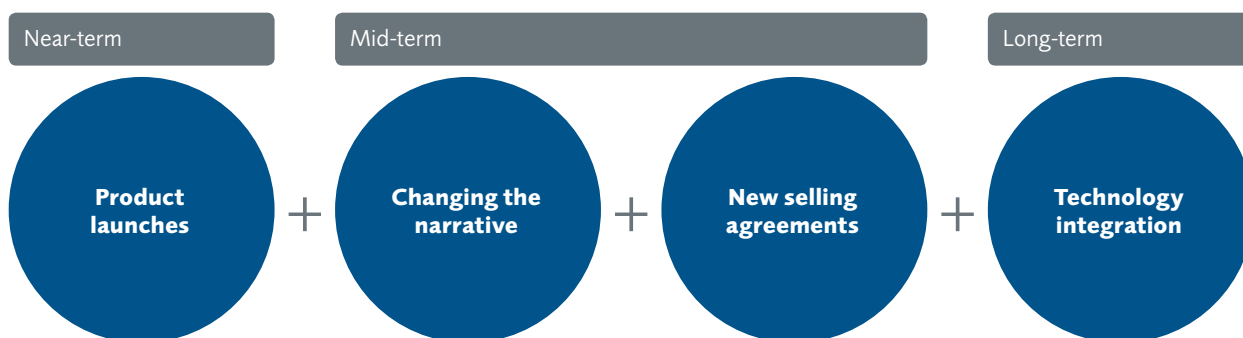 Near-term
Mid-term
Long-term
Product
launches
+
Changing the
narrative
+
New selling
agreements
+
Technology
integration